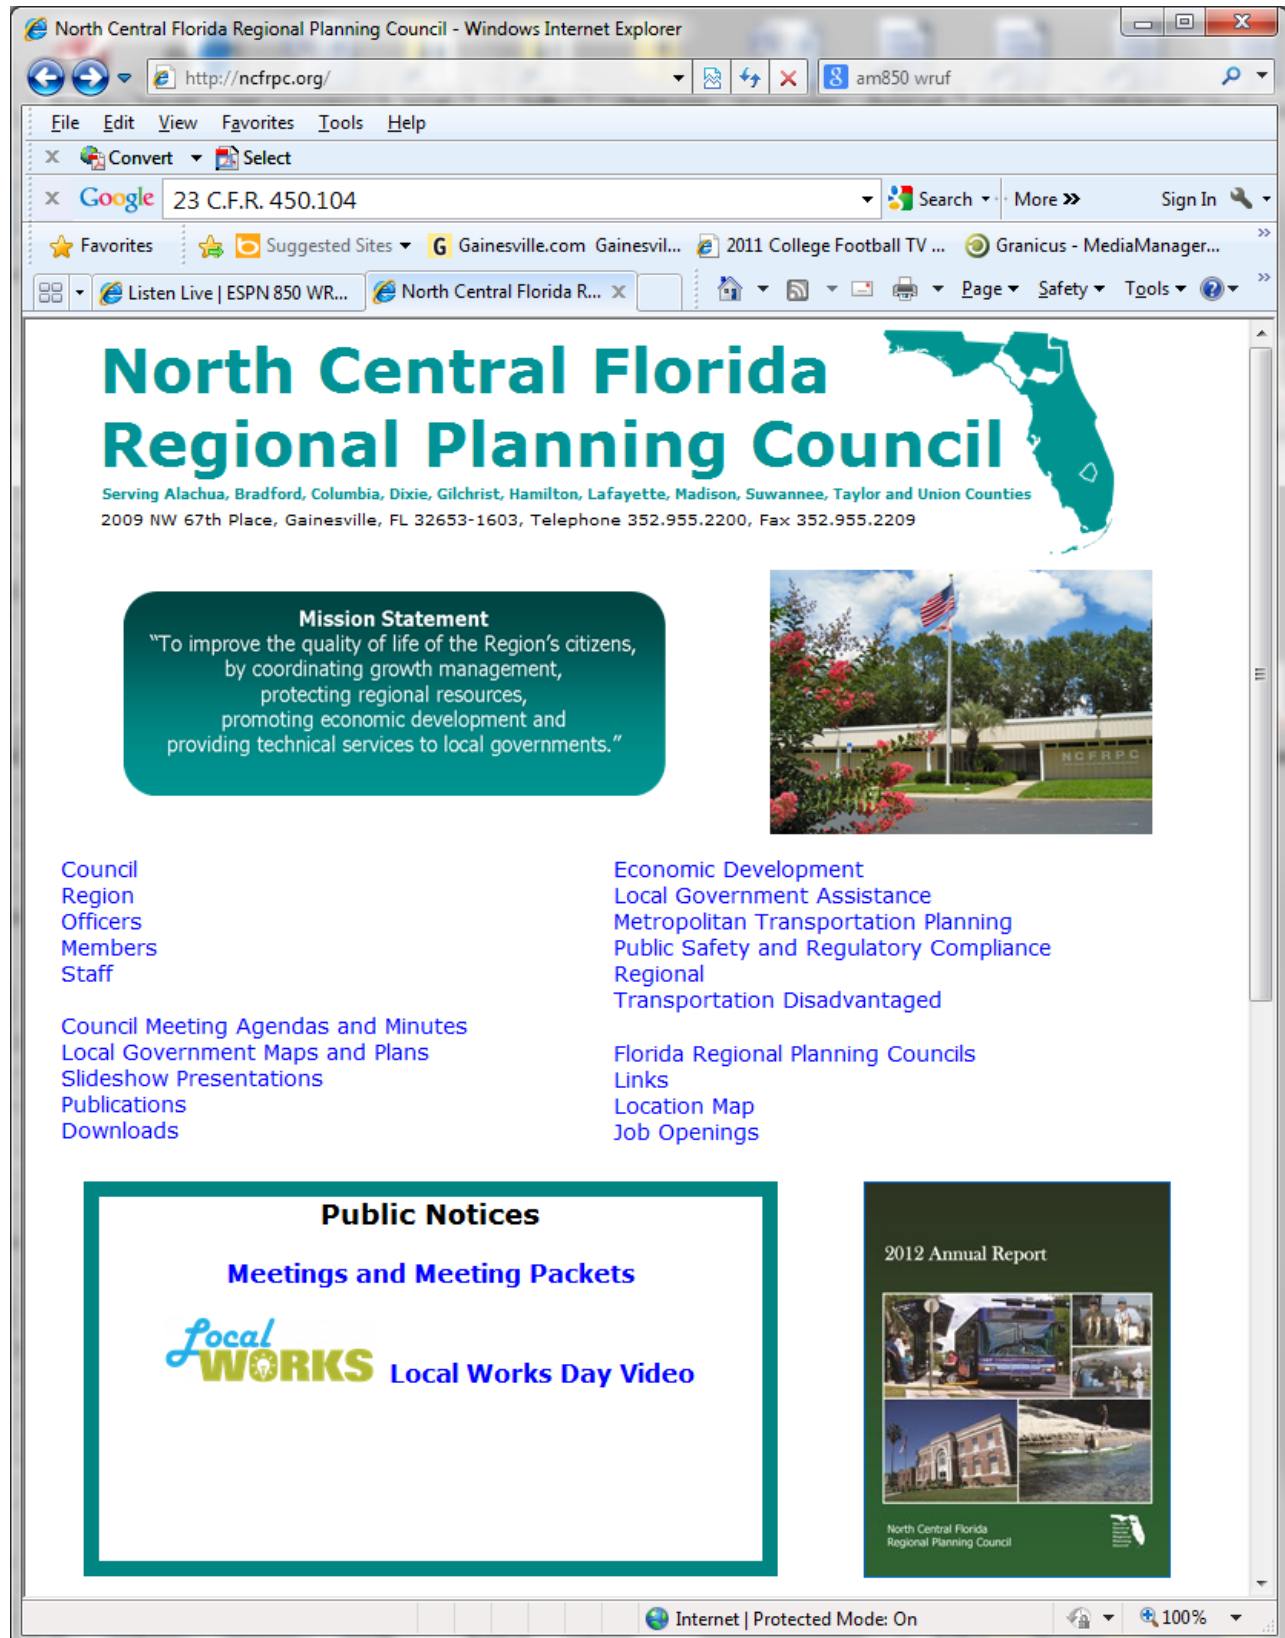 North Central Florida Regional Planning Council - Windows Internet Explorer
http://ncfrpc.org/
am850 wruf
File Edit View Favorites Tools Help
x Convert Select
x Google 23 C.F.R. 450.104 Search More >> Sign In
Favorites Suggested Sites G Gainesville.com Gainesvil... 2011 College Football TV ... Granicus - MediaManager...
Listen Live | ESPN 850 WR... North Central Florida R... x Page Safety Tools
North Central Florida
Regional Planning Council
Serving Alachua, Bradford, Columbia, Dixie, Gilchrist, Hamilton, Lafayette, Madison, Suwannee, Taylor and Union Counties
2009 NW 67th Place, Gainesville, FL 32653-1603, Telephone 352.955.2200, Fax 352.955.2209
Mission Statement
"To improve the quality of life of the Region's citizens,
by coordinating growth management,
protecting regional resources,
promoting economic development and
providing technical services to local governments."
NCFRPC
Council
Region
Officers
Members
Staff
Council Meeting Agendas and Minutes
Local Government Maps and Plans
Slideshow Presentations
Publications
Downloads
Economic Development
Local Government Assistance
Metropolitan Transportation Planning
Public Safety and Regulatory Compliance
Regional
Transportation Disadvantaged
Florida Regional Planning Councils
Links
Location Map
Job Openings
Public Notices
Meetings and Meeting Packets
Local
WORKS
Local Works Day Video
2012 Annual Report
North Central Florida
Regional Planning Council
Internet | Protected Mode: On
100%